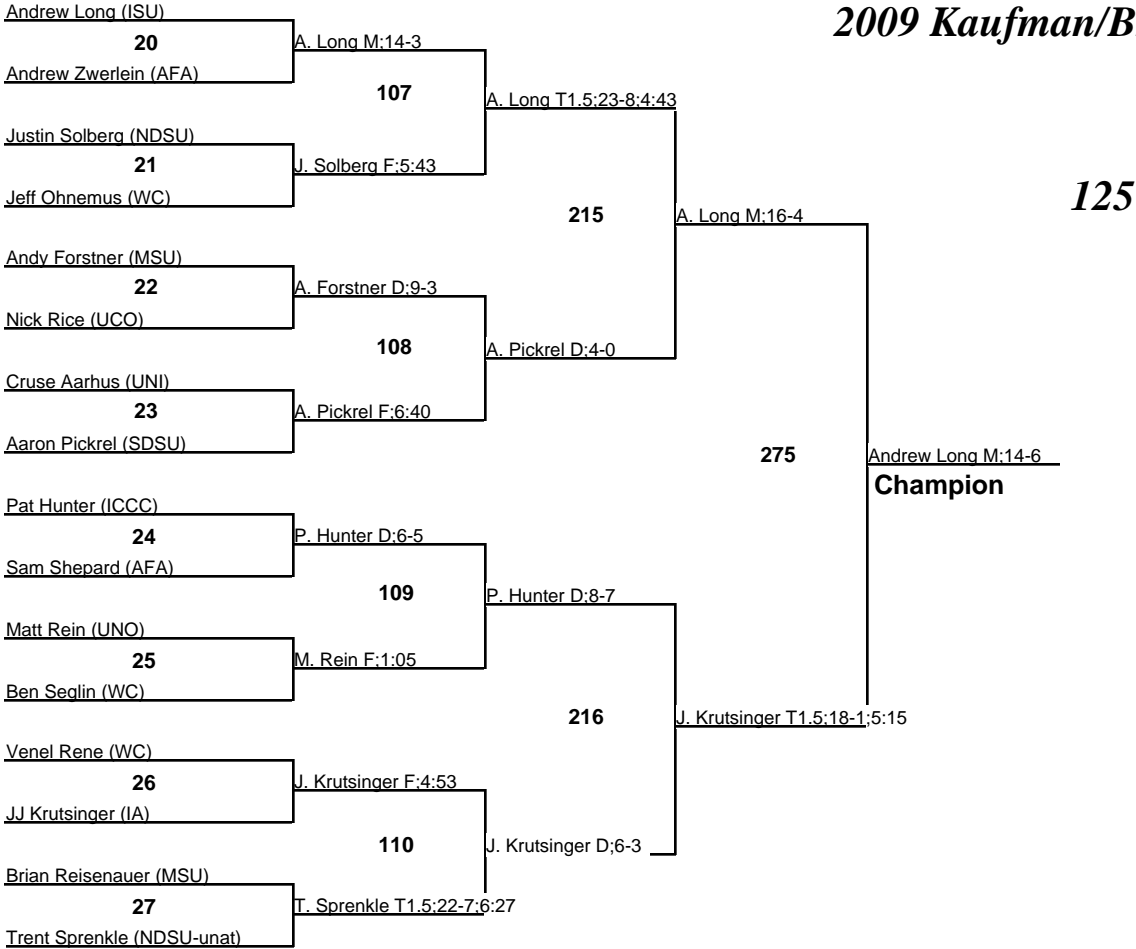 2009 Kaufman/B
125
Andrew Long (ISU)
20
Andrew Zwerlein (AFA)
A. Long M;14-3
107
Justin Solberg (NDSU)
21
Jeff Ohnemus (WC)
J. Solberg F;5:43
A. Long T1.5;23-8;4:43
215
Andy Forstner (MSU)
22
Nick Rice (UCO)
A. Forstner D;9-3
108
Cruse Aarhus (UNI)
23
Aaron Pickrel (SDSU)
A. Pickrel F;6:40
A. Pickrel D;4-0
A. Long M;16-4
275
Andrew Long M;14-6
Champion
Pat Hunter (ICCC)
24
Sam Shepard (AFA)
P. Hunter D;6-5
109
Matt Rein (UNO)
25
Ben Seglin (WC)
M. Rein F;1:05
P. Hunter D;8-7
216
Venel Rene (WC)
26
JJ Krutsinger (IA)
J. Krutsinger F;4:53
110
Brian Reisenauer (MSU)
27
Trent Sprenkle (NDSU-unat)
T. Sprenkle T1.5;22-7;6:27
J. Krutsinger D;6-3
J. Krutsinger T1.5;18-1;5:15